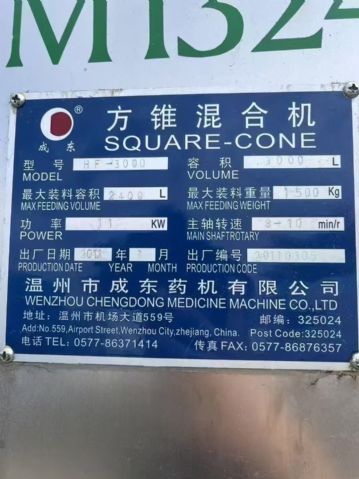 M1324
方锥混合机
SQUARE-CONE
成东 ®
型号 HF-3000 容积 3000 L
MODEL VOLUME
最大装料容积 2400 L 最大装料重量 1500 Kg
MAX FEEDING VOLUME MAX FEEDING WEIGHT
功率 11 KW 主轴转速 8-10 min/r
POWER MAIN SHAFTROTARY
出厂日期 年 月 出厂编号 20110305
PRODUCTION DATE YEAR MONTH PRODUCTION CODE
温州市成东药机有限公司
WENZHOU CHENGDONG MEDICINE MACHINE CO.,LTD
地址: 温州市机场大道559号 邮编: 325024
Add:No.559,Airport Street,Wenzhou City,zhejiang, China. Post Code:325024
电话TEL: 0577-86371414 传真FAX: 0577-86876357